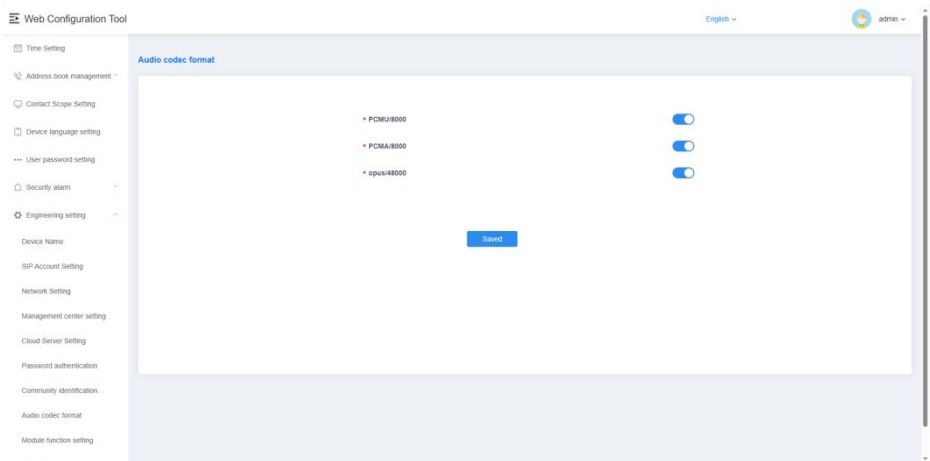 Web Configuration Tool
English
admin
Time Setting
Address book management
Contact Scope Setting
Device language setting
User password setting
Security alarm
Engineering setting
Device Name
SIP Account Setting
Network Setting
Management center setting
Cloud Server Setting
Password authentication
Community identification...
Audio codec format
Module function setting
Audio codec format
* PCMU/8000
* PCMA/8000
* opus/48000
Saved